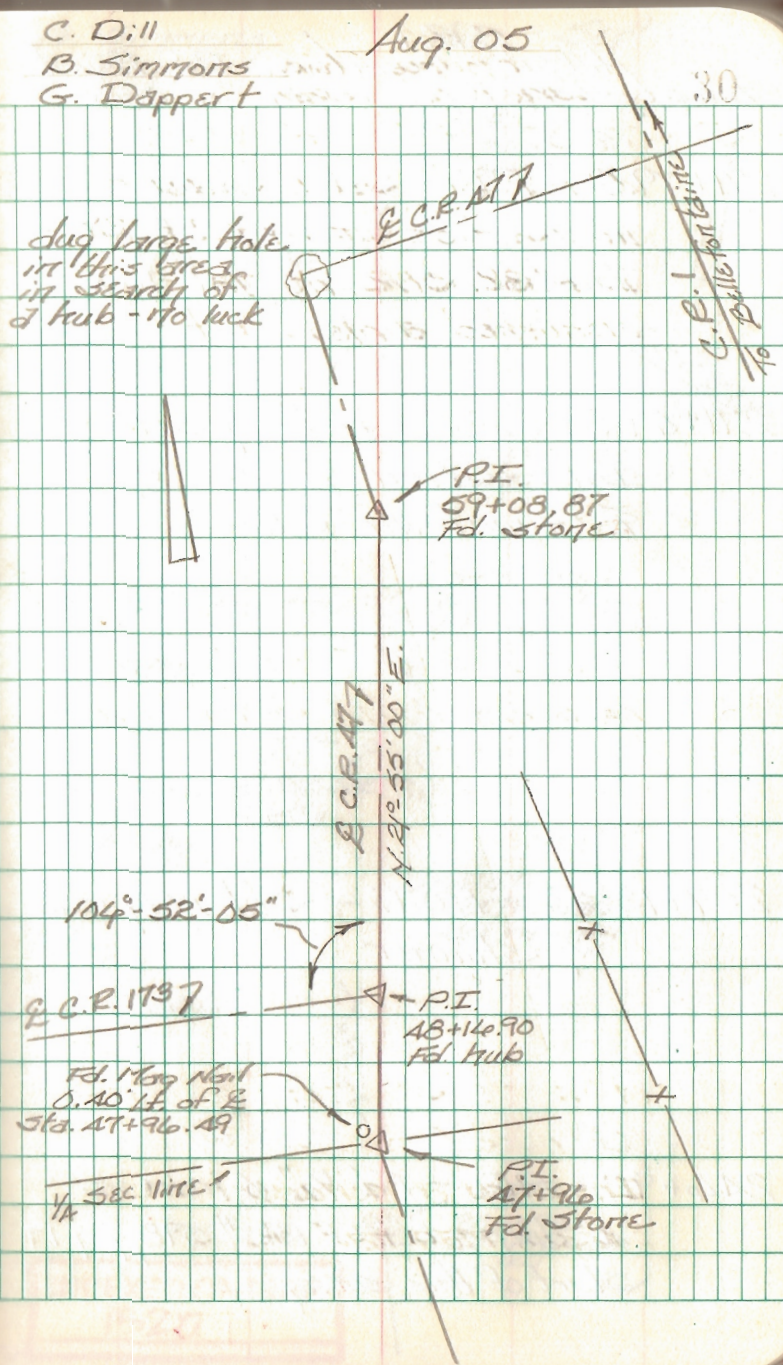 C. Dill
B. Simmons
G. Dappert
Aug. 05
30
℄ C.R. 477
dug large hole
in this area
in search of
a hub - no luck
C.R. 1
To Bellefontaine
P.I.
59+08.87
Fd. Stone
℄ C.R. 477
N. 21°-55'00" E.
104°-52'-05"
℄ C.R. 1737
P.I.
48+16.90
Fd hub
Fd. Mag Nail
0.40' lt. of ℄
Sta. 47+96.49
1/4 Sec line
P.I.
47+96
Fd. Stone